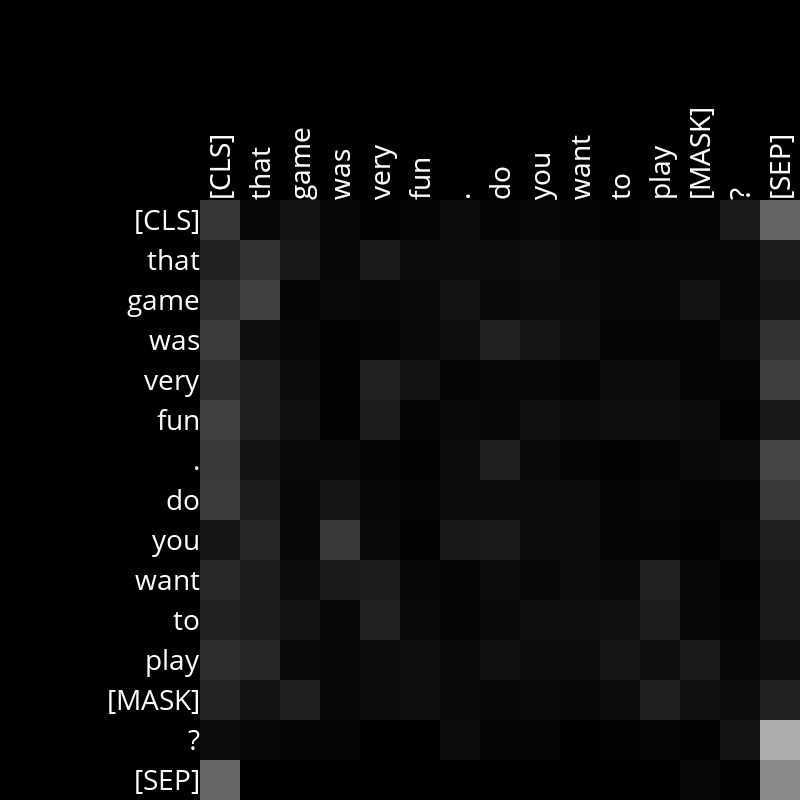 [CLS] that game was very fun . do you want to play [MASK] ? [SEP]
[CLS]
that
game
was
very
fun
.
do
you
want
to
play
[MASK]
?
[SEP]